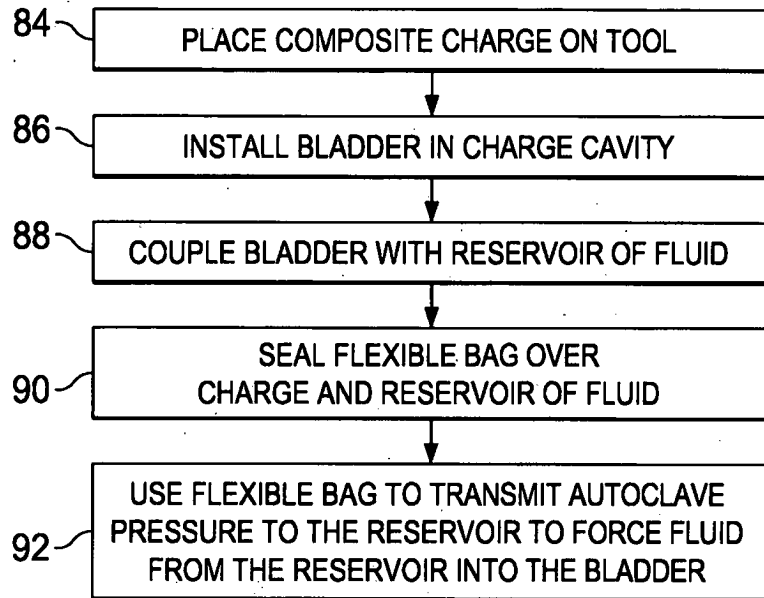 84
PLACE COMPOSITE CHARGE ON TOOL
86
INSTALL BLADDER IN CHARGE CAVITY
88
COUPLE BLADDER WITH RESERVOIR OF FLUID
90
SEAL FLEXIBLE BAG OVER
CHARGE AND RESERVOIR OF FLUID
92
USE FLEXIBLE BAG TO TRANSMIT AUTOCLAVE
PRESSURE TO THE RESERVOIR TO FORCE FLUID
FROM THE RESERVOIR INTO THE BLADDER